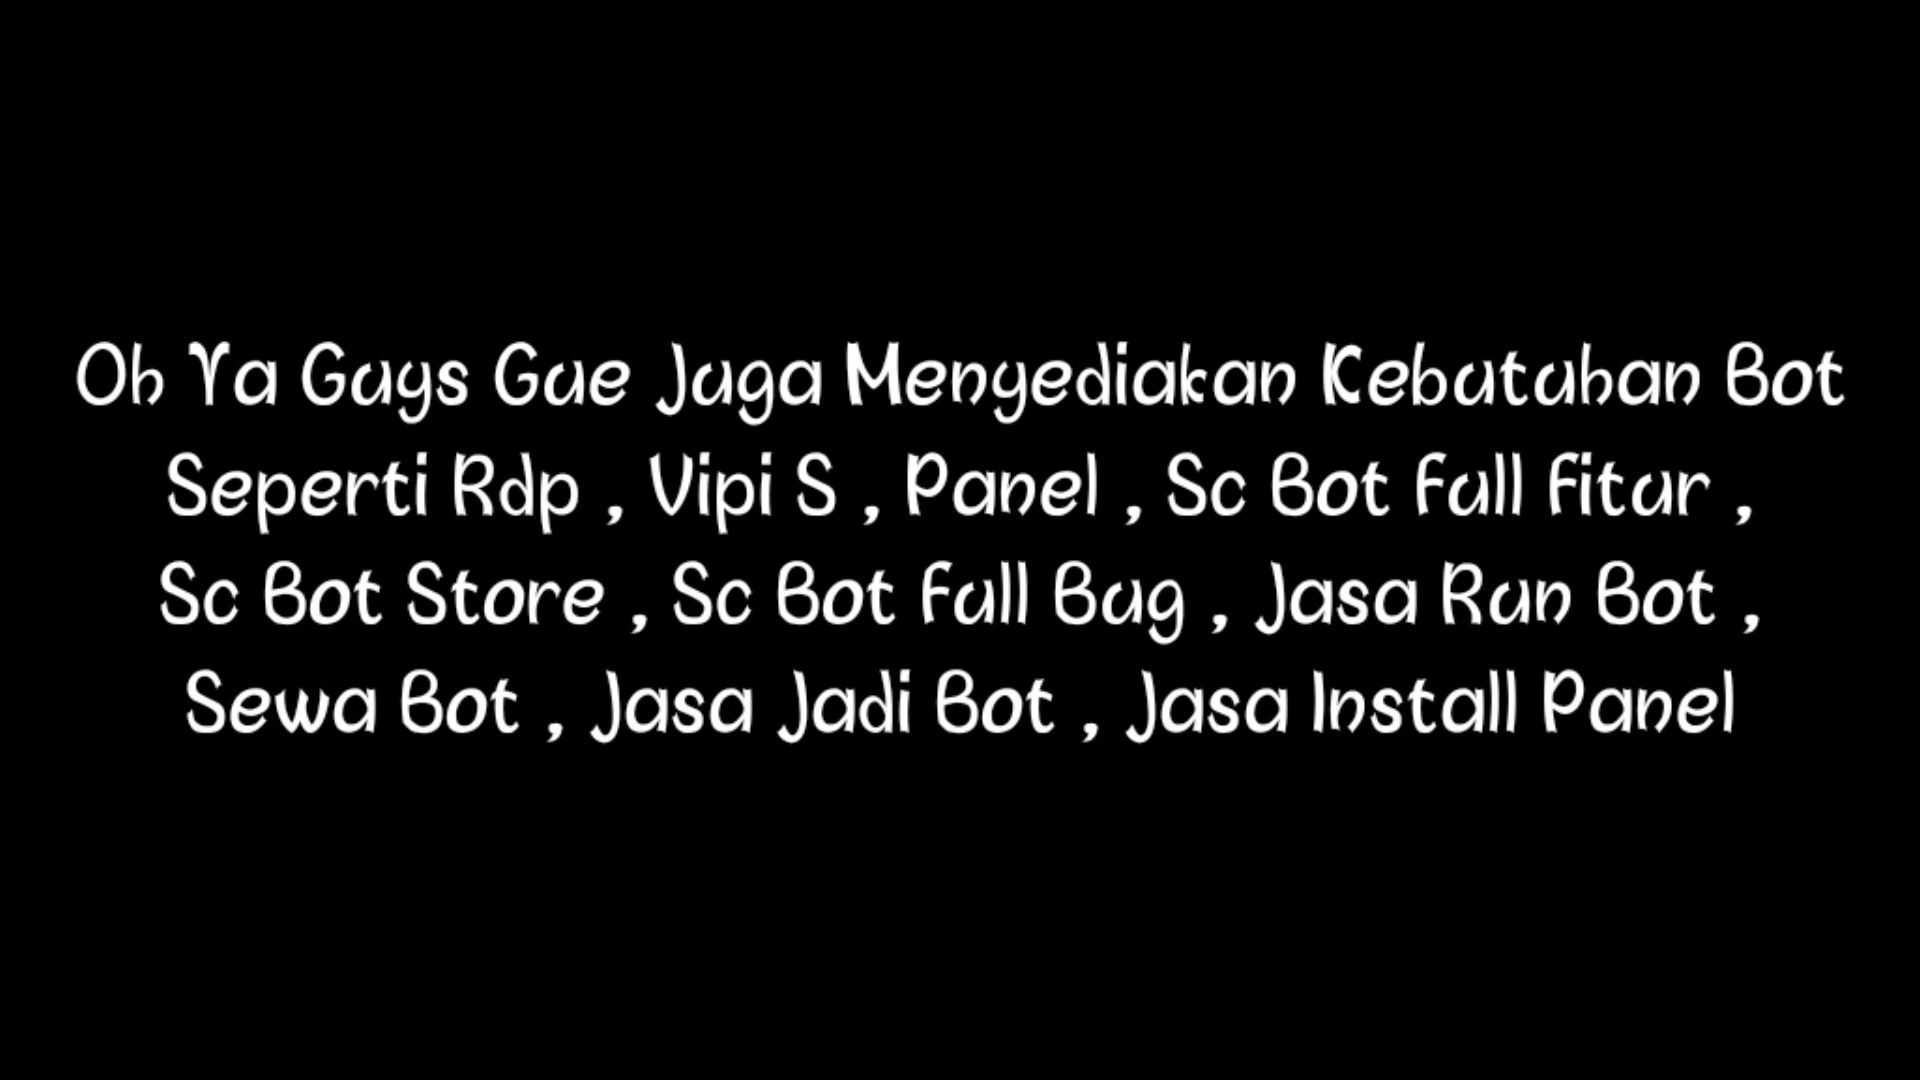 Oh Ya Guys Gue Juga Menyediakan Kebutuhan Bot
Seperti Rdp , Vipi S , Panel , Sc Bot Full Fitur ,
Sc Bot Store , Sc Bot Full Bug , Jasa Run Bot ,
Sewa Bot , Jasa Jadi Bot , Jasa Install Panel